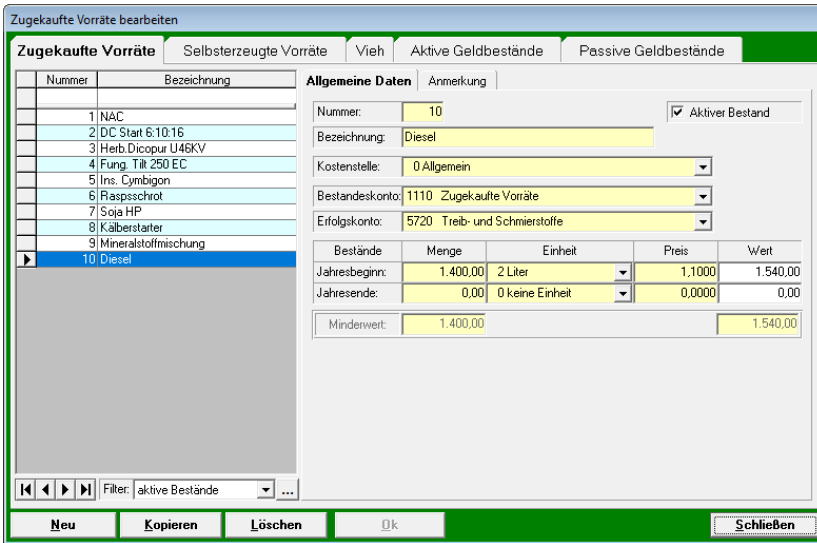 Zugekaufte Vorräte bearbeiten
Zugekaufte Vorräte Selbsterzeugte Vorräte Vieh Aktive Geldbestände Passive Geldbestände
Nummer Bezeichnung
1 NAC
2 DC Start 6:10:16
3 Herb.Dicopur U46KV
4 Fung. Tilt 250 EC
5 Ins. Cymbigon
6 Raspsschrot
7 Soja HP
8 Kälberstarter
9 Mineralstoffmischung
10 Diesel
Filter: aktive Bestände ...
Allgemeine Daten Anmerkung
Nummer: 10 Aktiver Bestand
Bezeichnung: Diesel
Kostenstelle: 0 Allgemein
Bestandeskonto: 1110 Zugekaufte Vorräte
Erfolgskonto: 5720 Treib- und Schmierstoffe
Bestände Menge Einheit Preis Wert
Jahresbeginn: 1.400,00 2 Liter 1,1000 1.540,00
Jahresende: 0,00 0 keine Einheit 0,0000 0,00
Minderwert: 1.400,00 1.540,00
Neu Kopieren Löschen Ok Schließen